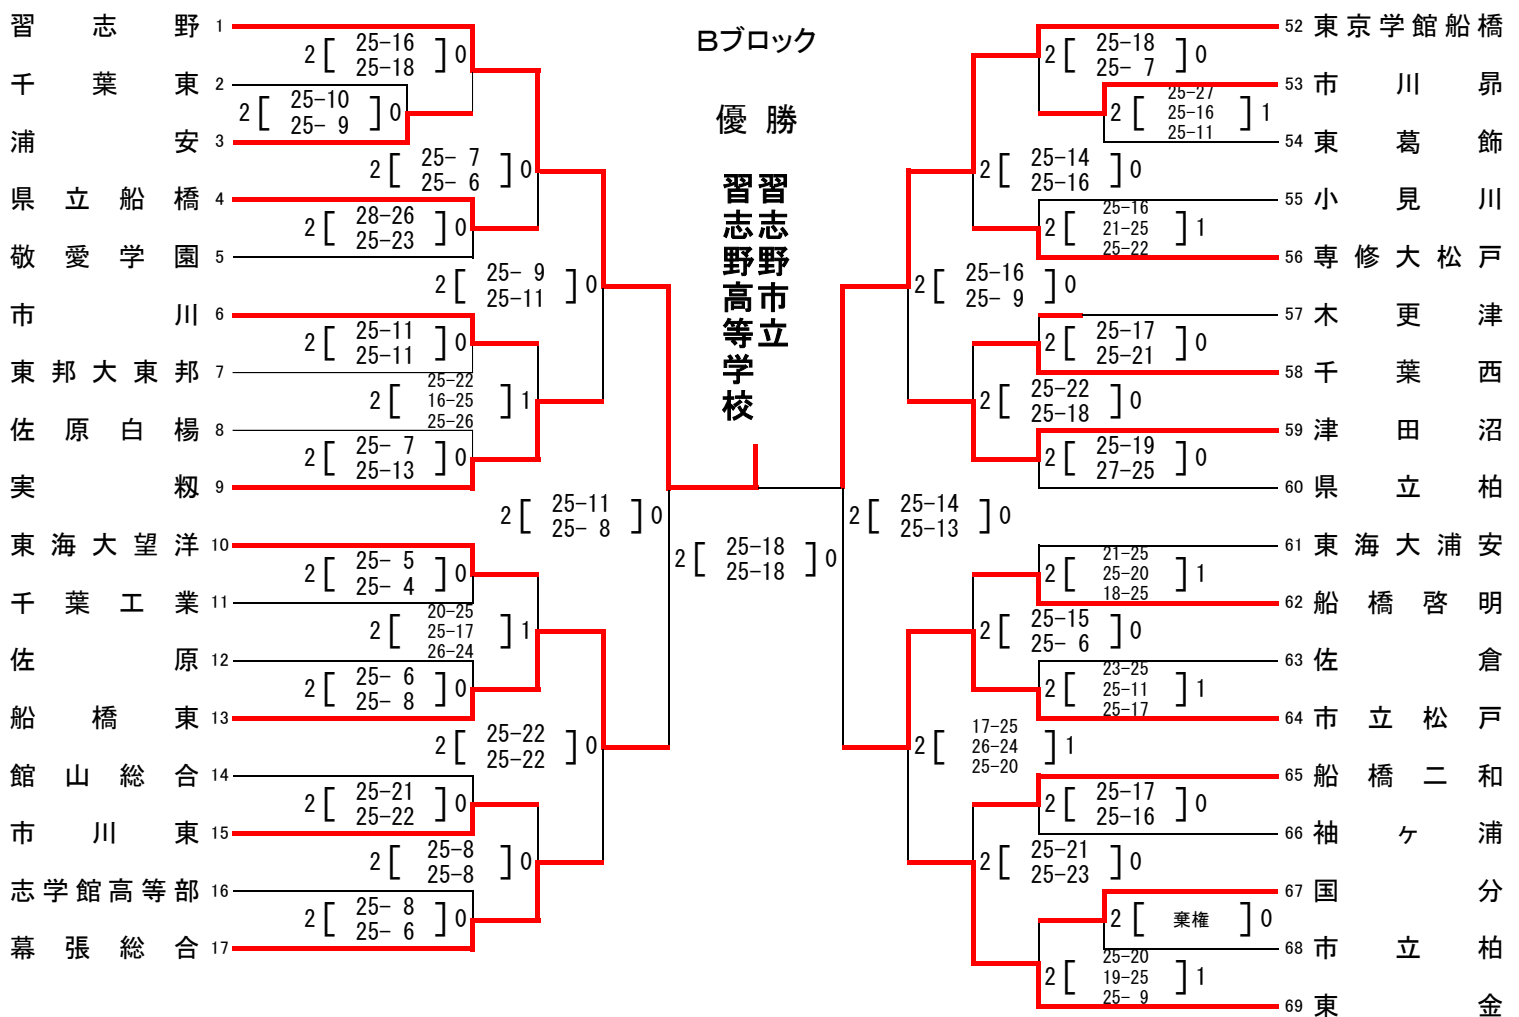 Bブロック
優勝
習志野市立
習志野高等学校
習志野 1
千葉東 2
浦安 3
県立船橋 4
敬愛学園 5
市川 6
東邦大東邦 7
佐原白楊 8
実籾 9
東海大望洋 10
千葉工業 11
佐原 12
船橋東 13
館山総合 14
市川東 15
志学館高等部 16
幕張総合 17
2 [ 25-16 ] 0
25-18
2 [ 25-10 ] 0
25- 9
2 [ 25- 7 ] 0
25- 6
2 [ 28-26 ] 0
25-23
2 [ 25- 9 ] 0
25-11
2 [ 25-11 ] 0
25-11
2 [ 25-22 ] 1
16-25
25-26
2 [ 25- 7 ] 0
25-13
2 [ 25-11 ] 0
25- 8
2 [ 25- 5 ] 0
25- 4
2 [ 20-25 ] 1
25-17
26-24
2 [ 25- 6 ] 0
25- 8
2 [ 25-22 ] 0
25-22
2 [ 25-21 ] 0
25-22
2 [ 25-8 ] 0
25-8
2 [ 25- 8 ] 0
25- 6
2 [ 25-18 ] 0
25-18
52 東京学館船橋
53 市川昴
54 東葛飾
55 小見川
56 専修大松戸
57 木更津
58 千葉西
59 津田沼
60 県立柏
61 東海大浦安
62 船橋啓明
63 佐倉
64 市立松戸
65 船橋二和
66 袖ヶ浦
67 国分
68 市立柏
69 東金
2 [ 25-18 ] 0
25- 7
2 [ 25-27 ] 1
25-16
25-11
2 [ 25-14 ] 0
25-16
2 [ 25-16 ] 1
21-25
25-22
2 [ 25-16 ] 0
25- 9
2 [ 25-17 ] 0
25-21
2 [ 25-22 ] 0
25-18
2 [ 25-19 ] 0
27-25
2 [ 25-14 ] 0
25-13
2 [ 21-25 ] 1
25-20
18-25
2 [ 25-15 ] 0
25- 6
2 [ 23-25 ] 1
25-11
25-17
2 [ 17-25 ] 1
26-24
25-20
2 [ 25-17 ] 0
25-16
2 [ 25-21 ] 0
25-23
2 [ 棄権 ] 0
2 [ 25-20 ] 1
19-25
25- 9